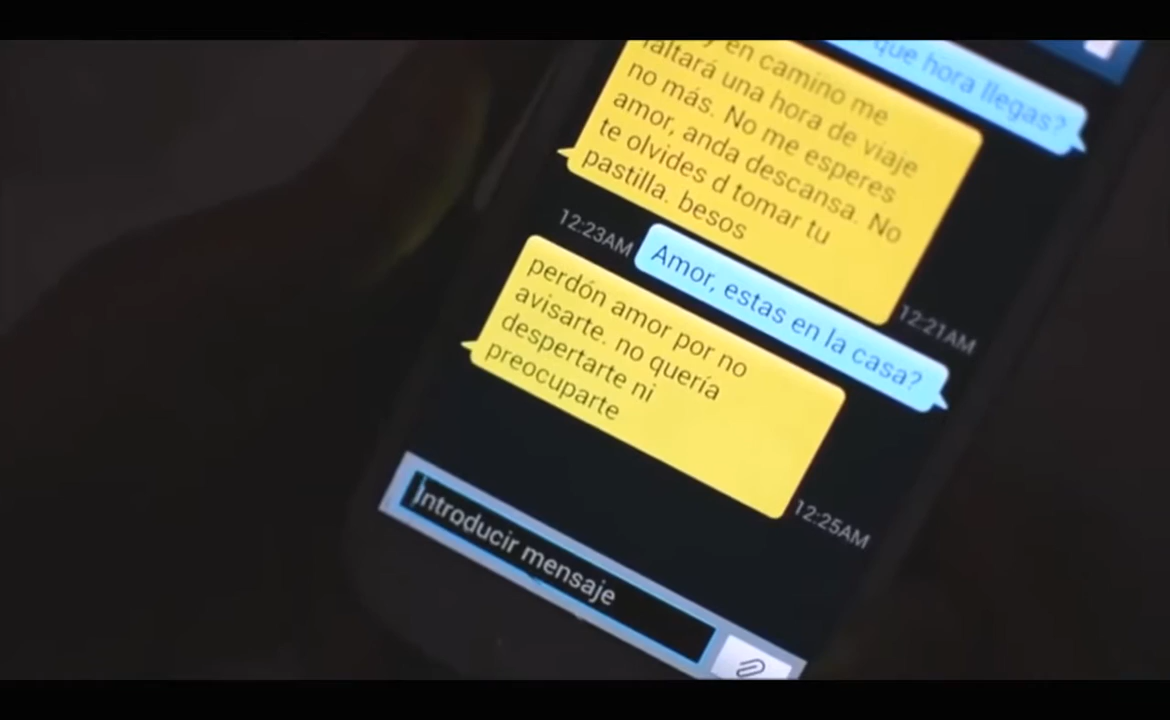 que hora llegas?
en camino me
faltará una hora de viaje
no más. No me esperes
amor, anda descansa. No
te olvides d tomar tu
pastilla. besos
12:21AM
12:23AM
Amor, estas en la casa?
perdón amor por no
avisarte. no quería
despertarte ni
preocuparte
12:25AM
Introducir mensaje